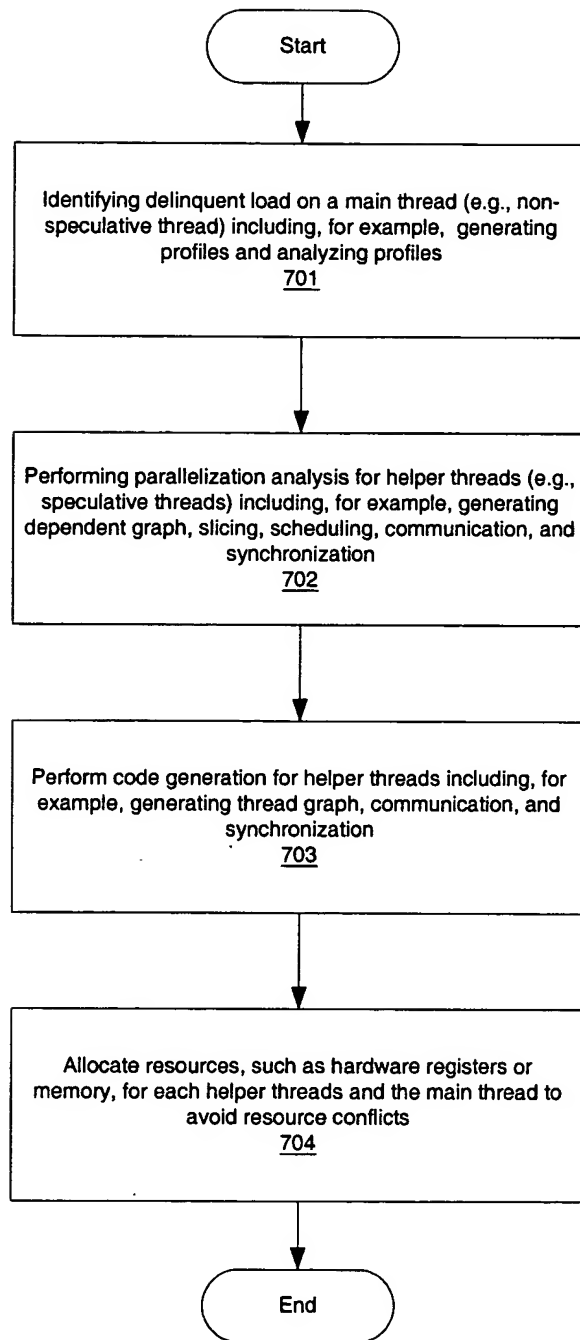 Start
Identifying delinquent load on a main thread (e.g., non-
speculative thread) including, for example, generating
profiles and analyzing profiles
701
Performing parallelization analysis for helper threads (e.g.,
speculative threads) including, for example, generating
dependent graph, slicing, scheduling, communication, and
synchronization
702
Perform code generation for helper threads including, for
example, generating thread graph, communication, and
synchronization
703
Allocate resources, such as hardware registers or
memory, for each helper threads and the main thread to
avoid resource conflicts
704
End